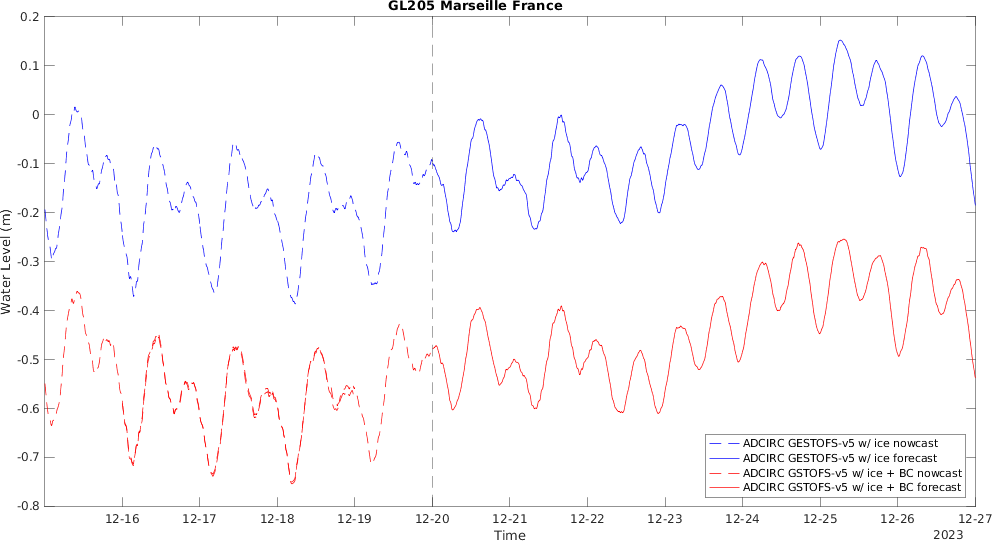 GL205 Marseille France
0.2
0.1
0
-0.1
-0.2
-0.3
-0.4
-0.5
-0.6
-0.7
-0.8
Water Level (m)
ADCIRC GESTOFS-v5 w/ ice nowcast
ADCIRC GESTOFS-v5 w/ ice forecast
ADCIRC GSTOFS-v5 w/ ice + BC nowcast
ADCIRC GSTOFS-v5 w/ ice + BC forecast
12-16 12-17 12-18 12-19 12-20 12-21 12-22 12-23 12-24 12-25 12-26 12-27
Time
2023